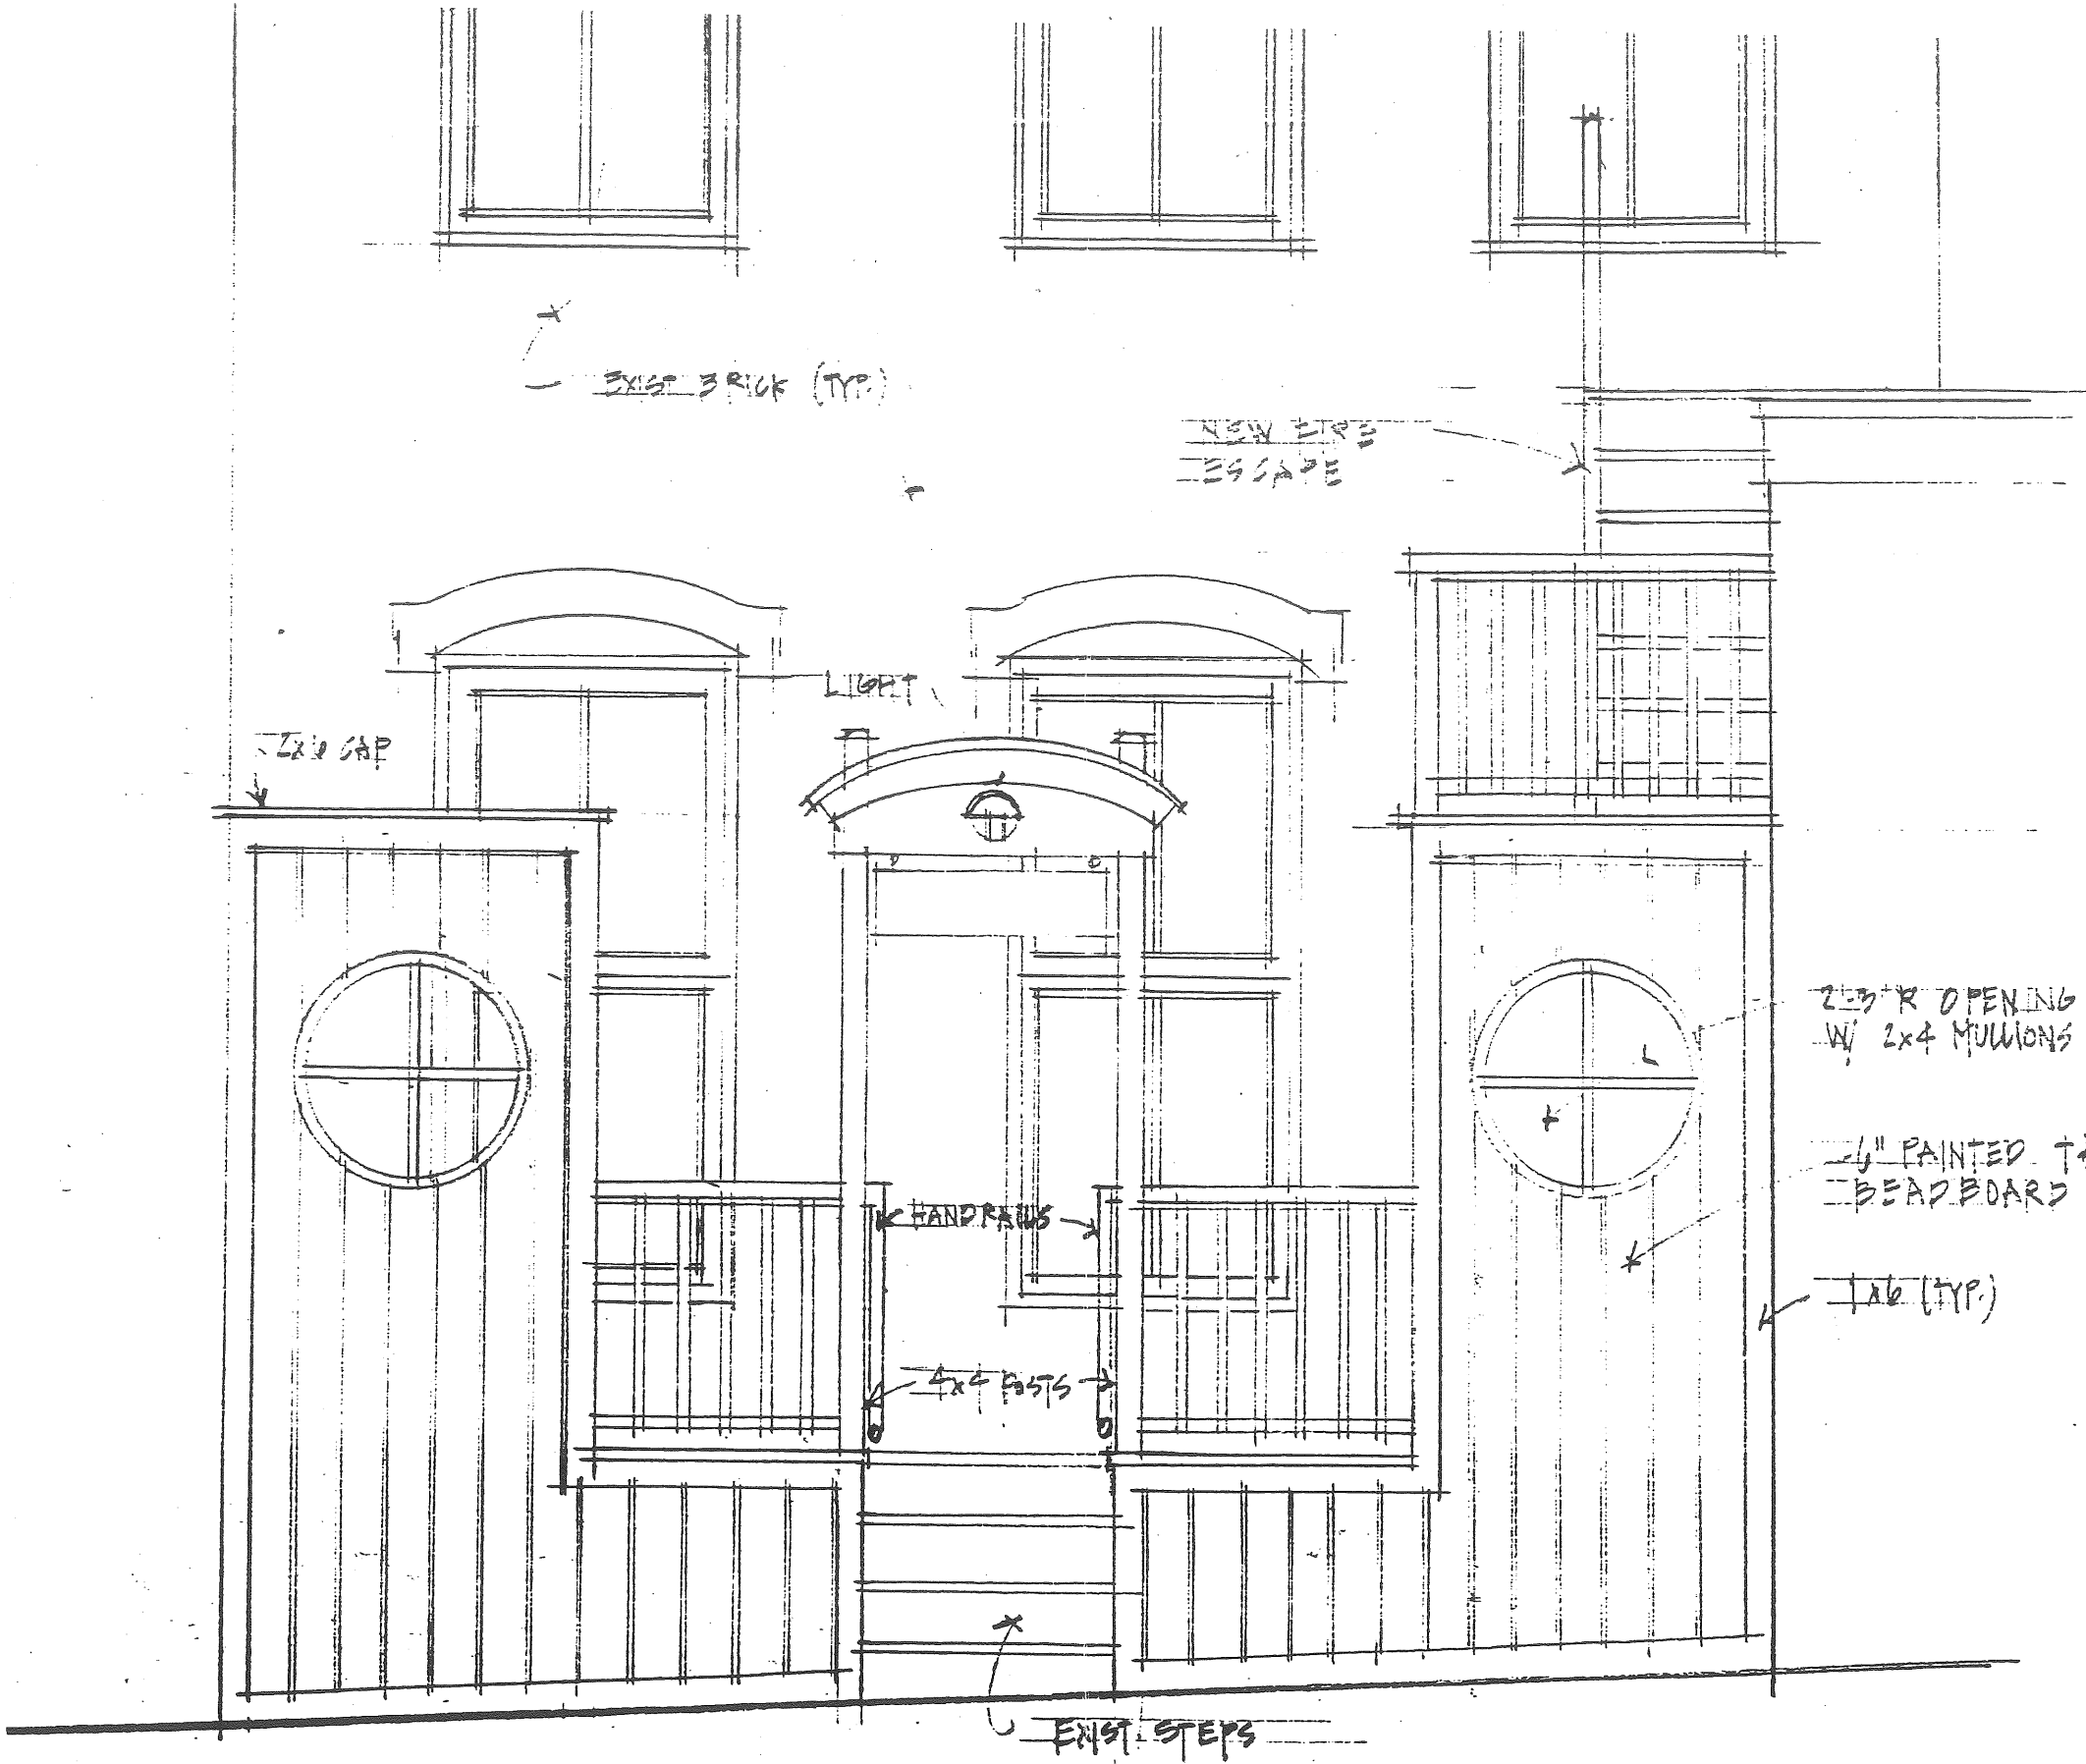 EXIST BRICK (TYP.)
NEW FIRE
ESCAPE
LIGHT
2x6 CAP
2'-3" R OPENING
W/ 2x4 MULLIONS
6" PAINTED T&
BEADBOARD
HANDRAILS
1x6 (TYP.)
4x4 POSTS
EXIST. STEPS